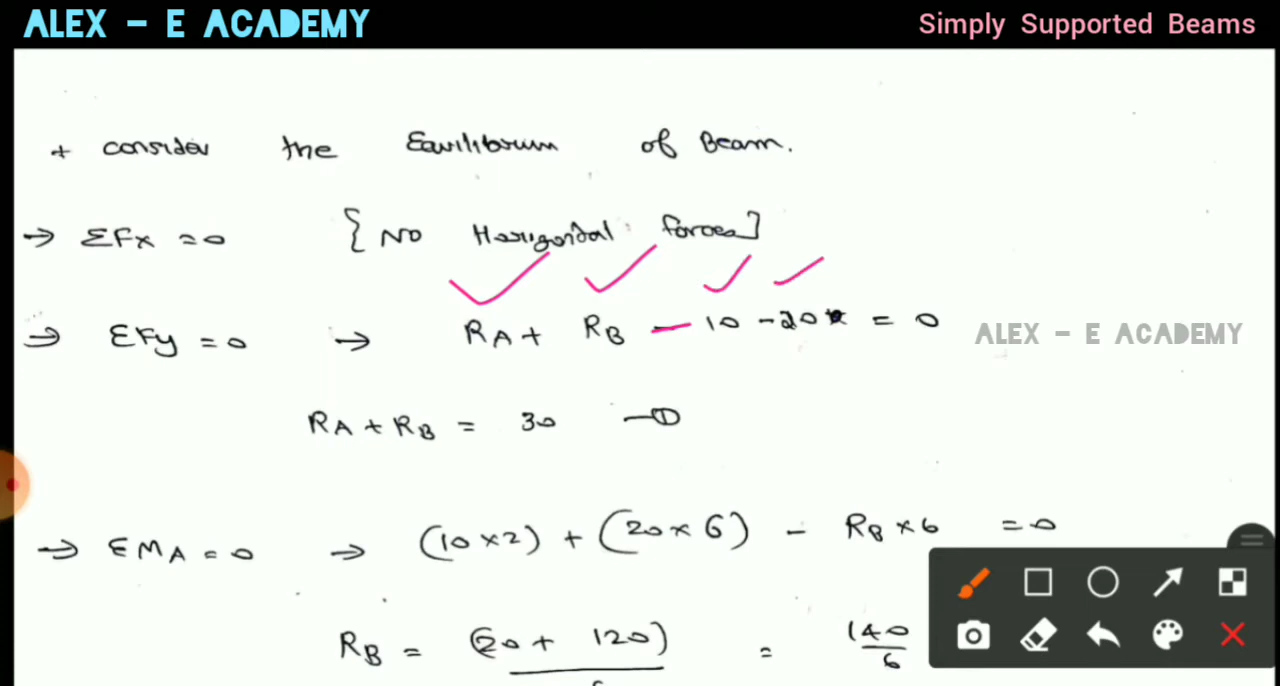 ALEX - E ACADEMY
Simply Supported Beams
+ consider the Equilibrium of Beam.
→ ΣFx = 0 { No Horizontal forces]
⇒ ΣFy = 0 → RA + RB - 10 - 20 = 0
ALEX - E ACADEMY
RA + RB = 30 —①
→ ΣMA = 0 → (10 × 2) + (20 × 6) - RB × 6 = 0
RB = (20 + 120) = 140
6